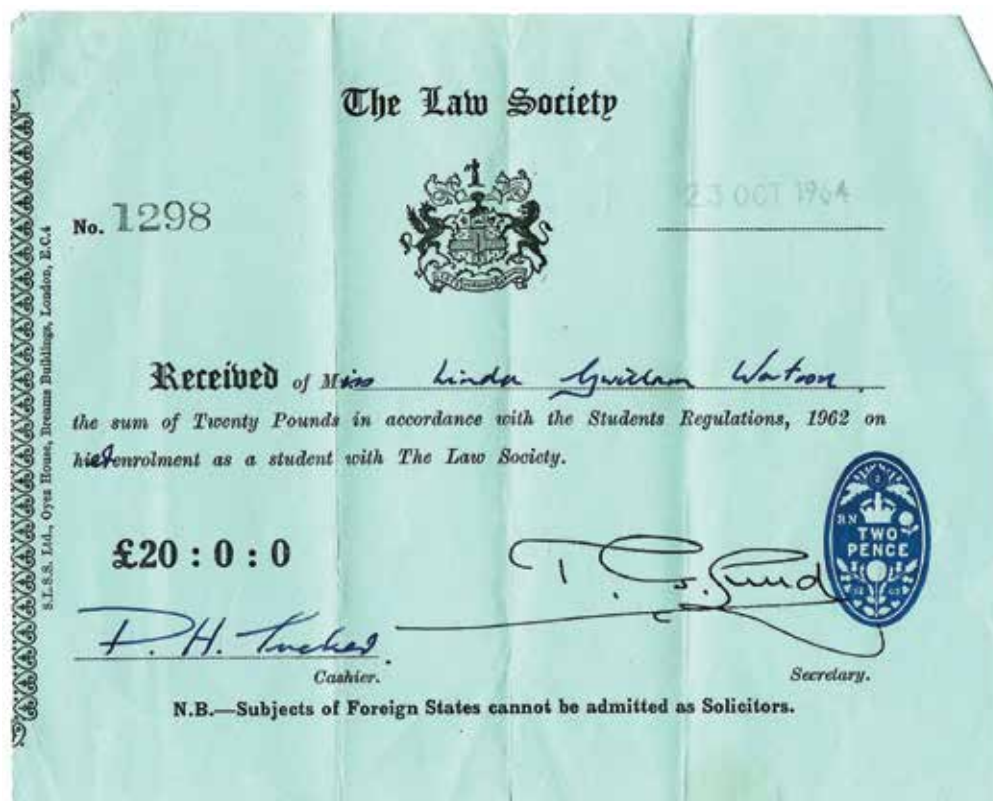 The Law Society
No. 1298
23 OCT 1964
Received of Miss Linda Gwillam Watson
the sum of Twenty Pounds in accordance with the Students Regulations, 1962 on
her enrolment as a student with The Law Society.
£20 : 0 : 0
RN
TWO
PENCE
P. H. Tucker
Cashier.
Secretary.
N.B.—Subjects of Foreign States cannot be admitted as Solicitors.
S.L.S.S. Ltd., Oyez House, Breams Buildings, London, E.C.4